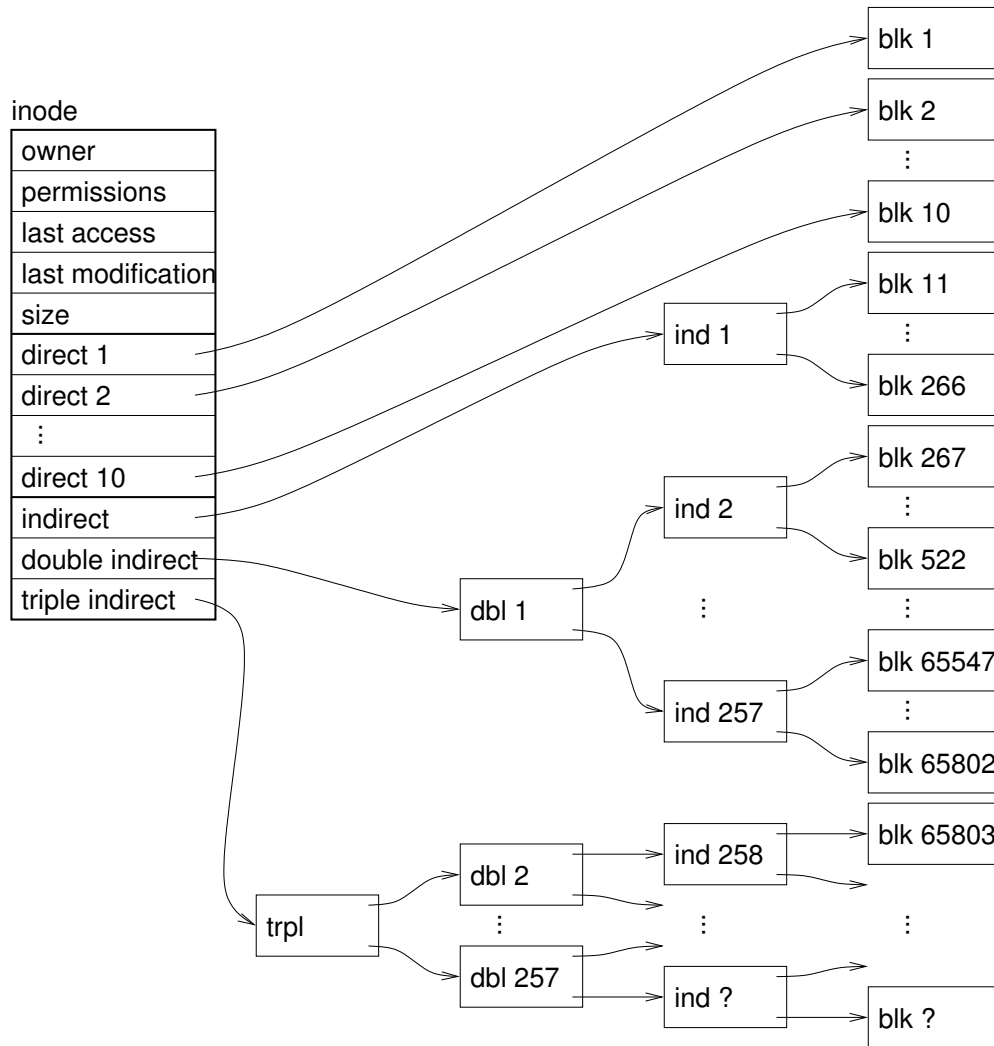 inode
owner
permissions
last access
last modification
size
direct 1
direct 2
⋮
direct 10
indirect
double indirect
triple indirect
trpl
dbl 1
dbl 2
⋮
dbl 257
ind 1
ind 2
⋮
ind 257
ind 258
⋮
ind ?
blk 1
blk 2
⋮
blk 10
blk 11
⋮
blk 266
blk 267
⋮
blk 522
⋮
blk 65547
⋮
blk 65802
blk 65803
⋮
blk ?